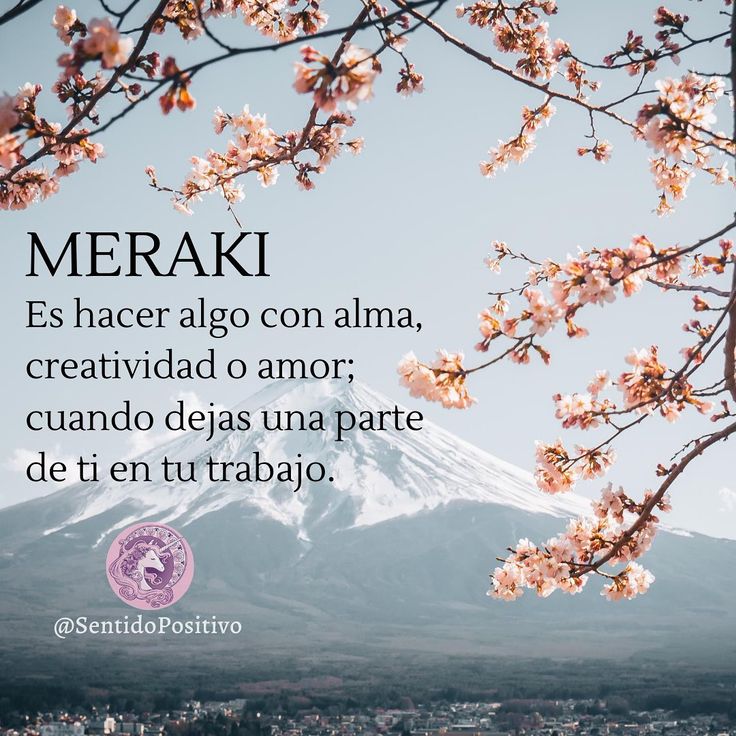 MERAKI
Es hacer algo con alma,
creatividad o amor;
cuando dejas una parte
de ti en tu trabajo.
@SentidoPositivo